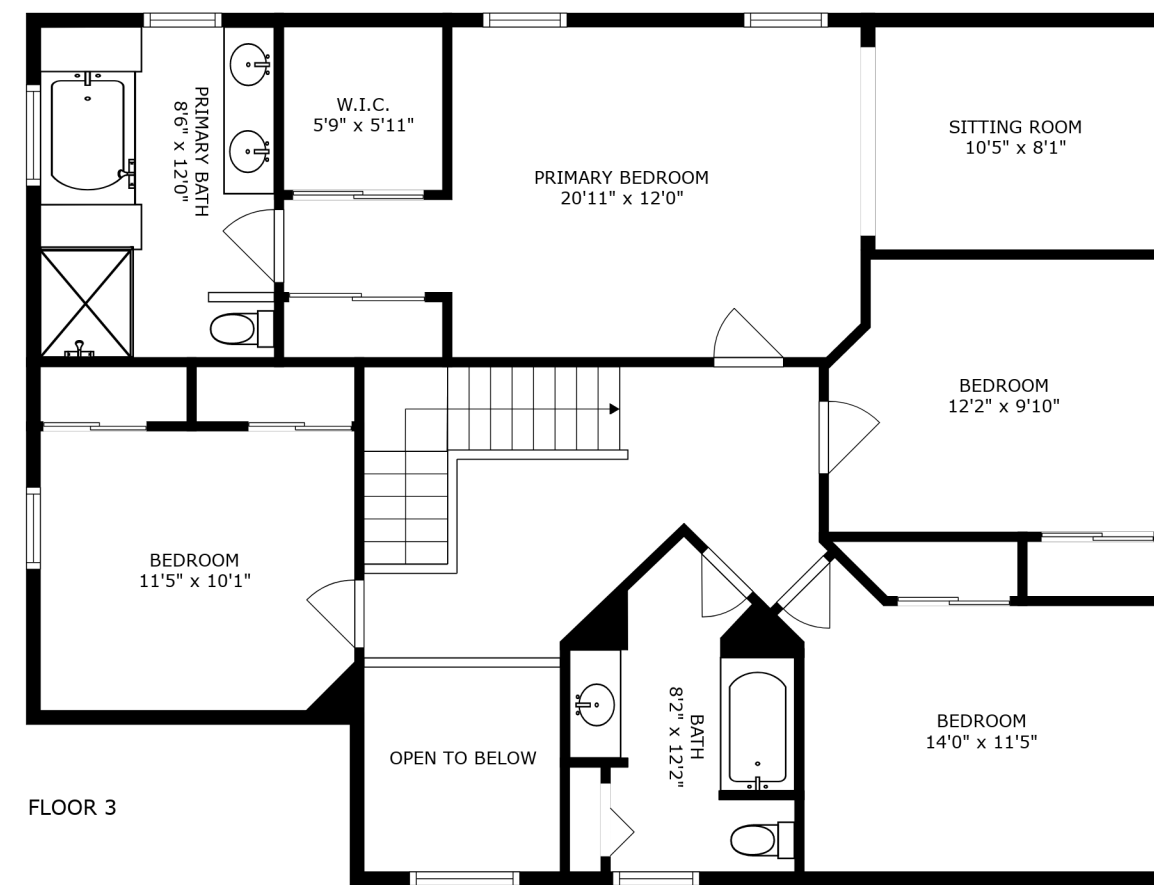 PRIMARY BATH
8'6" x 12'0"
W.I.C.
5'9" x 5'11"
PRIMARY BEDROOM
20'11" x 12'0"
SITTING ROOM
10'5" x 8'1"
BEDROOM
12'2" x 9'10"
BEDROOM
11'5" x 10'1"
OPEN TO BELOW
BATH
8'2" x 12'2"
BEDROOM
14'0" x 11'5"
FLOOR 3